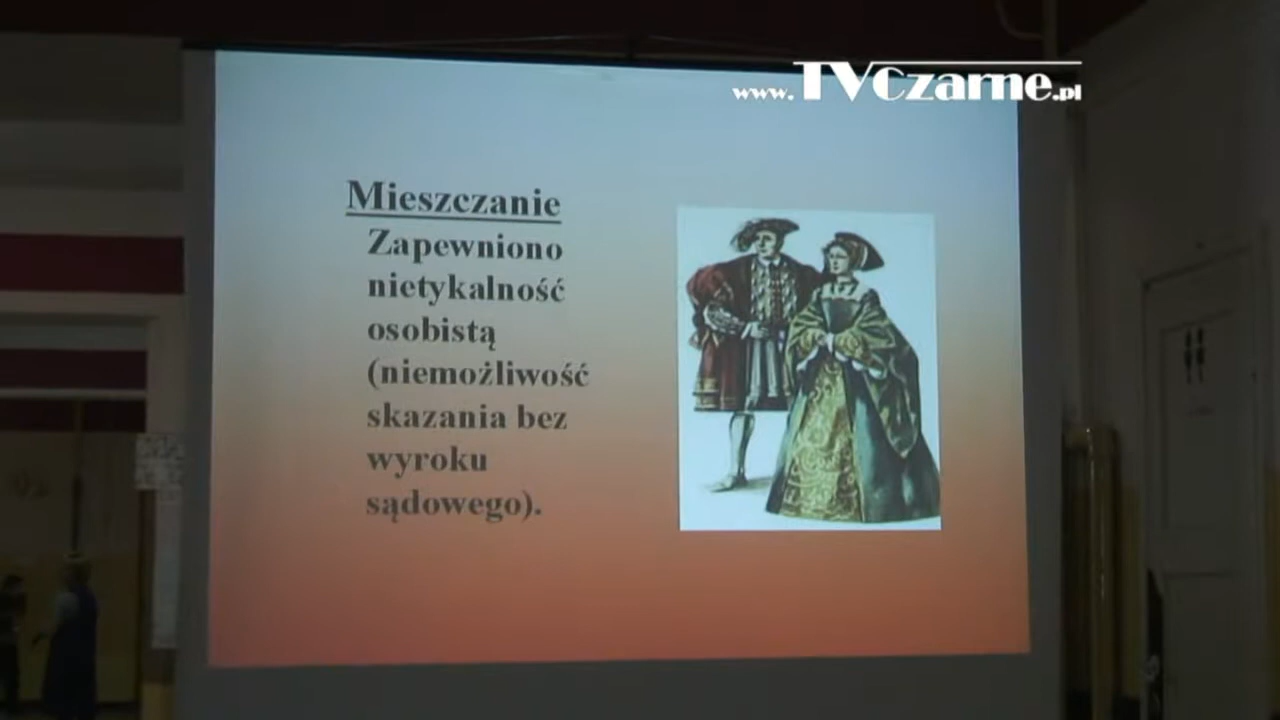 www.TVCzarne.pl
Mieszczanie
Zapewniono
nietykalność
osobistą
(niemożliwość
skazania bez
wyroku
sądowego).